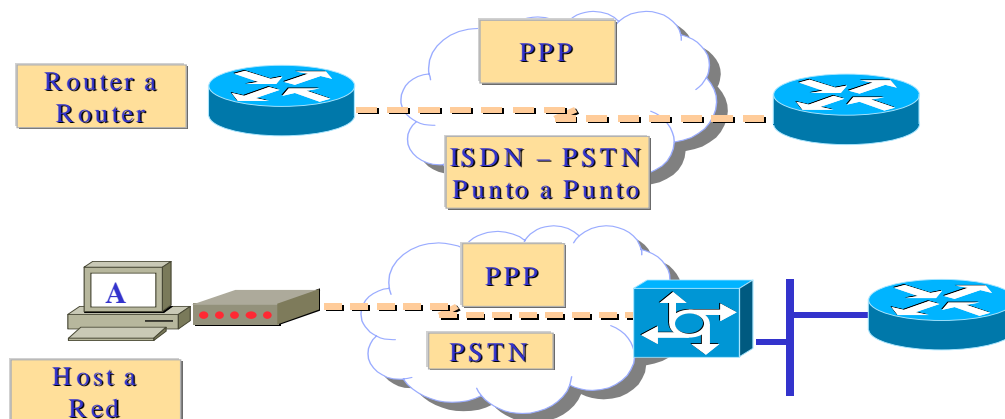 PPP
Router a
Router
ISDN – PSTN
Punto a Punto
PPP
A
PSTN
Host a
Red